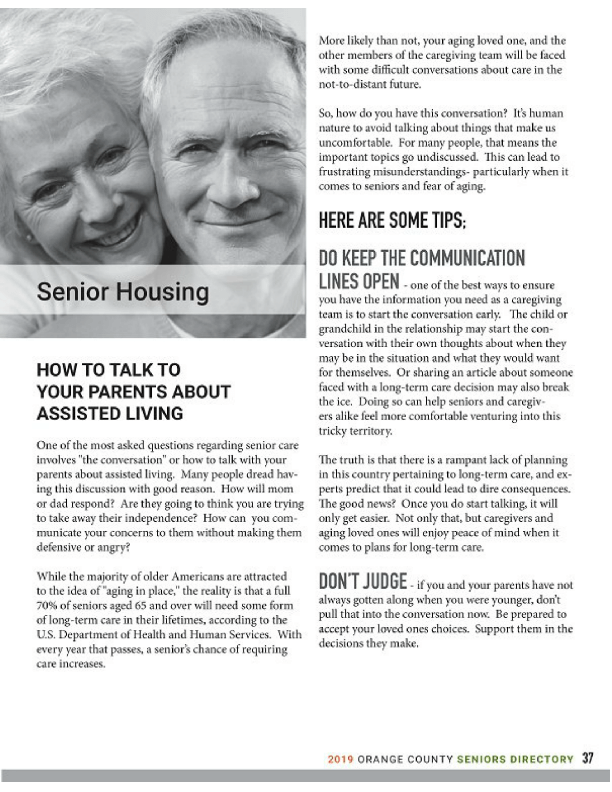 Senior Housing
HOW TO TALK TO
YOUR PARENTS ABOUT
ASSISTED LIVING
One of the most asked questions regarding senior care
involves "the conversation" or how to talk with your
parents about assisted living.  Many people dread hav-
ing this discussion with good reason.  How will mom
or dad respond?  Are they going to think you are trying
to take away their independence?  How can  you com-
municate your concerns to them without making them
defensive or angry?
While the majority of older Americans are attracted
to the idea of "aging in place," the reality is that a full
70% of seniors aged 65 and over will need some form
of long-term care in their lifetimes, according to the
U.S. Department of Health and Human Services.  With
every year that passes, a senior's chance of requiring
care increases.
More likely than not, your aging loved one, and the
other members of the caregiving team will be faced
with some difficult conversations about care in the
not-to-distant future.
So, how do you have this conversation?  It's human
nature to avoid talking about things that make us
uncomfortable.  For many people, that means the
important topics go undiscussed.  This can lead to
frustrating misunderstandings- particularly when it
comes to seniors and fear of aging.
HERE ARE SOME TIPS;
DO KEEP THE COMMUNICATION
LINES OPEN - one of the best ways to ensure
you have the information you need as a caregiving
team is to start the conversation early.  The child or
grandchild in the relationship may start the con-
versation with their own thoughts about when they
may be in the situation and what they would want
for themselves.  Or sharing an article about someone
faced with a long-term care decision may also break
the ice.  Doing so can help seniors and caregiv-
ers alike feel more comfortable venturing into this
tricky territory.
The truth is that there is a rampant lack of planning
in this country pertaining to long-term care, and ex-
perts predict that it could lead to dire consequences.
The good news?  Once you do start talking, it will
only get easier.  Not only that, but caregivers and
aging loved ones will enjoy peace of mind when it
comes to plans for long-term care.
DON'T JUDGE - if you and your parents have not
always gotten along when you were younger, don't
pull that into the conversation now.  Be prepared to
accept your loved ones choices.  Support them in the
decisions they make.
2019 ORANGE COUNTY SENIORS DIRECTORY 37